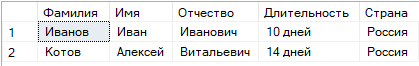 Фамилия Имя Отчество Длительность Страна
1 Иванов Иван Иванович 10 дней Россия
2 Котов Алексей Витальевич 14 дней Россия